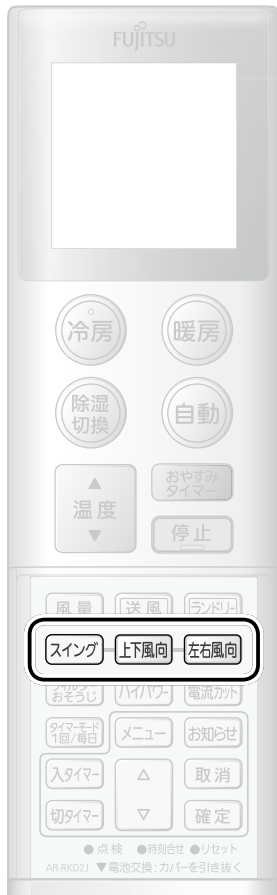 FUJITSU
冷房 暖房
除湿切換 自動
▲ 温度 ▼
おやすみタイマー
停止
風量 送風 ランドリー
スイング 上下風向 左右風向
フィルターおそうじ ハイパワー 電流カット
タイマーモード1回/毎日 メニュー お知らせ
入タイマー △ 取消
切タイマー ▽ 確定
●点検 ●時刻合せ ●リセット
AR-RKD2J ▼電池交換:カバーを引き抜く